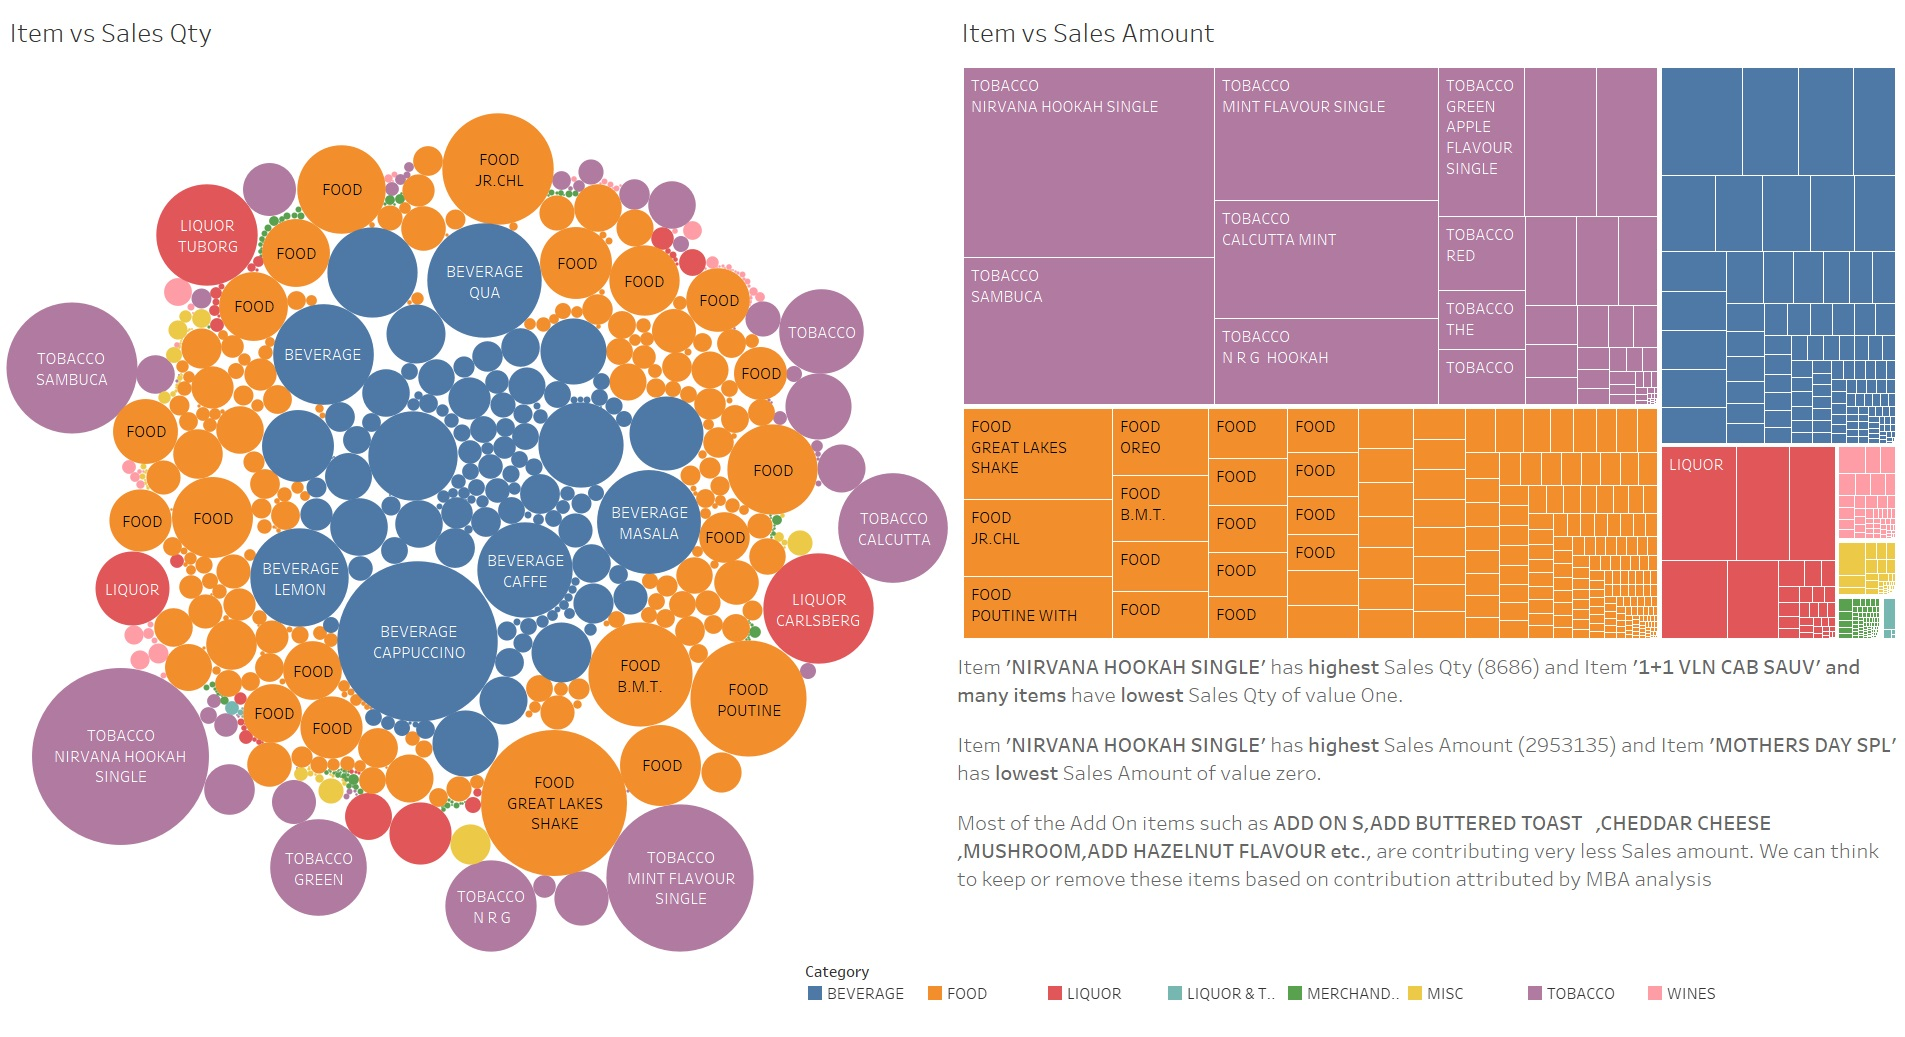 Item vs Sales Qty
FOOD
JR.CHL
FOOD
LIQUOR
TUBORG
FOOD
BEVERAGE
QUA
FOOD
FOOD
FOOD
FOOD
TOBACCO
BEVERAGE
TOBACCO
SAMBUCA
FOOD
FOOD
FOOD
FOOD
FOOD
BEVERAGE
MASALA
TOBACCO
CALCUTTA
FOOD
BEVERAGE
LEMON
BEVERAGE
CAFFE
LIQUOR
LIQUOR
CARLSBERG
BEVERAGE
CAPPUCCINO
FOOD
FOOD
B.M.T.
FOOD
POUTINE
FOOD
FOOD
TOBACCO
NIRVANA HOOKAH
SINGLE
FOOD
FOOD
GREAT LAKES
SHAKE
TOBACCO
GREEN
TOBACCO
MINT FLAVOUR
SINGLE
TOBACCO
N R G
Item vs Sales Amount
TOBACCO
NIRVANA HOOKAH SINGLE
TOBACCO
SAMBUCA
TOBACCO
MINT FLAVOUR SINGLE
TOBACCO
CALCUTTA MINT
TOBACCO
N R G HOOKAH
TOBACCO
GREEN
APPLE
FLAVOUR
SINGLE
TOBACCO
RED
TOBACCO
THE
TOBACCO
FOOD
GREAT LAKES
SHAKE
FOOD
JR.CHL
FOOD
POUTINE WITH
FOOD
OREO
FOOD
B.M.T.
FOOD
FOOD
FOOD
FOOD
FOOD
FOOD
FOOD
FOOD
FOOD
FOOD
FOOD
LIQUOR
Item ’NIRVANA HOOKAH SINGLE’ has highest Sales Qty (8686) and Item ’1+1 VLN CAB SAUV’ and
many items have lowest Sales Qty of value One.
Item ’NIRVANA HOOKAH SINGLE’ has highest Sales Amount (2953135) and Item ’MOTHERS DAY SPL’
has lowest Sales Amount of value zero.
Most of the Add On items such as ADD ON S,ADD BUTTERED TOAST ,CHEDDAR CHEESE
,MUSHROOM,ADD HAZELNUT FLAVOUR etc., are contributing very less Sales amount. We can think
to keep or remove these items based on contribution attributed by MBA analysis
Category
BEVERAGE
FOOD
LIQUOR
LIQUOR & T..
MERCHAND..
MISC
TOBACCO
WINES